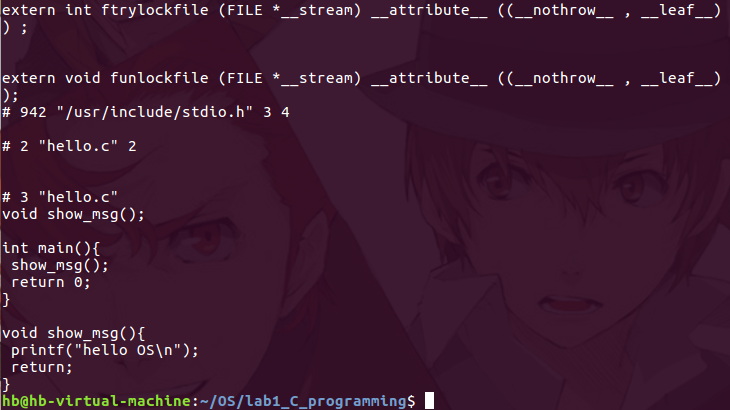 extern int ftrylockfile (FILE *__stream) __attribute__ ((__nothrow__ , __leaf__)
) ;
extern void funlockfile (FILE *__stream) __attribute__ ((__nothrow__ , __leaf__)
);
# 942 "/usr/include/stdio.h" 3 4
# 2 "hello.c" 2
# 3 "hello.c"
void show_msg();
int main(){
 show_msg();
 return 0;
}
void show_msg(){
 printf("hello OS\n");
 return;
}
hb@hb-virtual-machine:~/OS/lab1_C_programming$